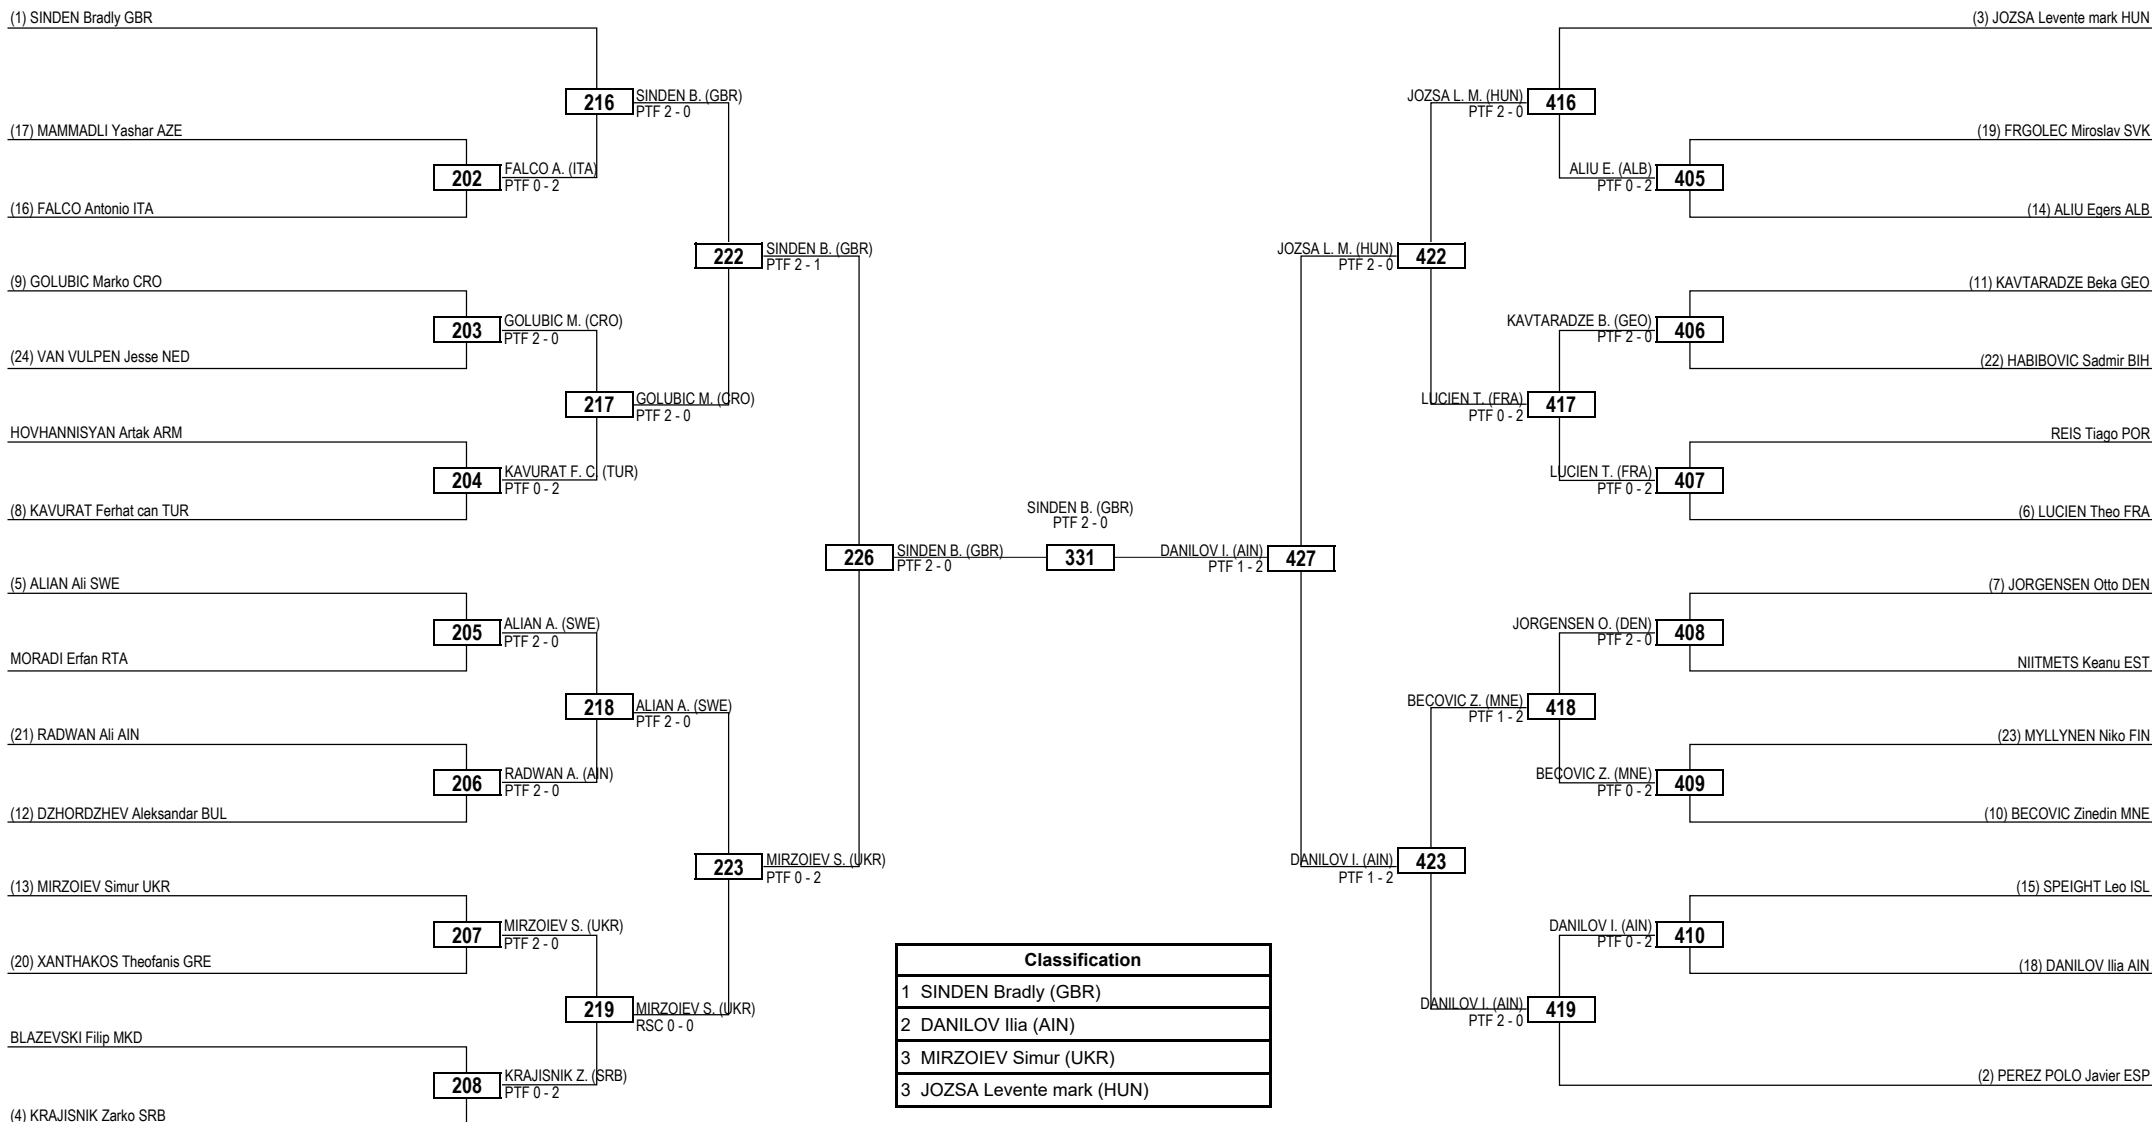 (1) SINDEN Bradly GBR
(3) JOZSA Levente mark HUN
216
SINDEN B. (GBR)
PTF 2 - 0
JOZSA L. M. (HUN)
PTF 2 - 0
416
(17) MAMMADLI Yashar AZE
(19) FRGOLEC Miroslav SVK
202
FALCO A. (ITA)
PTF 0 - 2
ALIU E. (ALB)
PTF 0 - 2
405
(16) FALCO Antonio ITA
(14) ALIU Egers ALB
222
SINDEN B. (GBR)
PTF 2 - 1
JOZSA L. M. (HUN)
PTF 2 - 0
422
(9) GOLUBIC Marko CRO
(11) KAVTARADZE Beka GEO
203
GOLUBIC M. (CRO)
PTF 2 - 0
KAVTARADZE B. (GEO)
PTF 2 - 0
406
(24) VAN VULPEN Jesse NED
(22) HABIBOVIC Sadmir BIH
217
GOLUBIC M. (CRO)
PTF 2 - 0
LUCIEN T. (FRA)
PTF 0 - 2
417
HOVHANNISYAN Artak ARM
REIS Tiago POR
204
KAVURAT F. C. (TUR)
PTF 0 - 2
LUCIEN T. (FRA)
PTF 0 - 2
407
(8) KAVURAT Ferhat can TUR
(6) LUCIEN Theo FRA
SINDEN B. (GBR)
PTF 2 - 0
226
SINDEN B. (GBR)
PTF 2 - 0
331
DANILOV I. (AIN)
PTF 1 - 2
427
(5) ALIAN Ali SWE
(7) JORGENSEN Otto DEN
205
ALIAN A. (SWE)
PTF 2 - 0
JORGENSEN O. (DEN)
PTF 2 - 0
408
MORADI Erfan RTA
NIITMETS Keanu EST
218
ALIAN A. (SWE)
PTF 2 - 0
BECOVIC Z. (MNE)
PTF 1 - 2
418
(21) RADWAN Ali AIN
(23) MYLLYNEN Niko FIN
206
RADWAN A. (AIN)
PTF 2 - 0
BECOVIC Z. (MNE)
PTF 0 - 2
409
(12) DZHORDZHEV Aleksandar BUL
(10) BECOVIC Zinedin MNE
223
MIRZOIEV S. (UKR)
PTF 0 - 2
DANILOV I. (AIN)
PTF 1 - 2
423
(13) MIRZOIEV Simur UKR
(15) SPEIGHT Leo ISL
207
MIRZOIEV S. (UKR)
PTF 2 - 0
DANILOV I. (AIN)
PTF 0 - 2
410
(20) XANTHAKOS Theofanis GRE
(18) DANILOV Ilia AIN
219
MIRZOIEV S. (UKR)
RSC 0 - 0
DANILOV I. (AIN)
PTF 2 - 0
419
BLAZEVSKI Filip MKD
208
KRAJISNIK Z. (SRB)
PTF 0 - 2
(2) PEREZ POLO Javier ESP
(4) KRAJISNIK Zarko SRB
Classification
1 SINDEN Bradly (GBR)
2 DANILOV Ilia (AIN)
3 MIRZOIEV Simur (UKR)
3 JOZSA Levente mark (HUN)